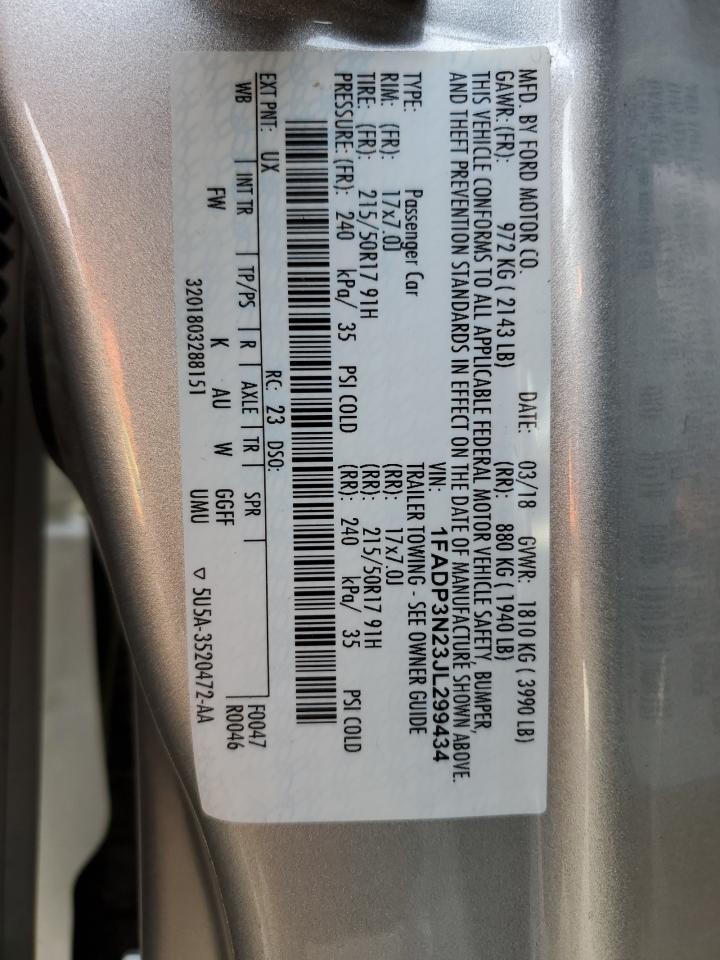 MFD. BY FORD MOTOR CO. DATE: 03/18 GVWR: 1810 KG ( 3990 LB)
GAWR: (FR): 972 KG ( 2143 LB) (RR): 880 KG ( 1940 LB)
THIS VEHICLE CONFORMS TO ALL APPLICABLE FEDERAL MOTOR VEHICLE SAFETY, BUMPER,
AND THEFT PREVENTION STANDARDS IN EFFECT ON THE DATE OF MANUFACTURE SHOWN ABOVE.
VIN: 1FADP3N23JL299434
TYPE: Passenger Car TRAILER TOWING - SEE OWNER GUIDE
RIM: (FR): 17x7.0J (RR): 17x7.0J
TIRE: (FR): 215/50R17 91H (RR): 215/50R17 91H
PRESSURE: (FR): 240 kPa/ 35 PSI COLD (RR): 240 kPa/ 35 PSI COLD
EXT PNT: UX RC: 23 DSO: F0047
WB | INT TR | TP/PS | R | AXLE | TR | SPR R0046
FW K AU W GGFF
3201803288151 UMU ▽ 5U5A-3520472-AA